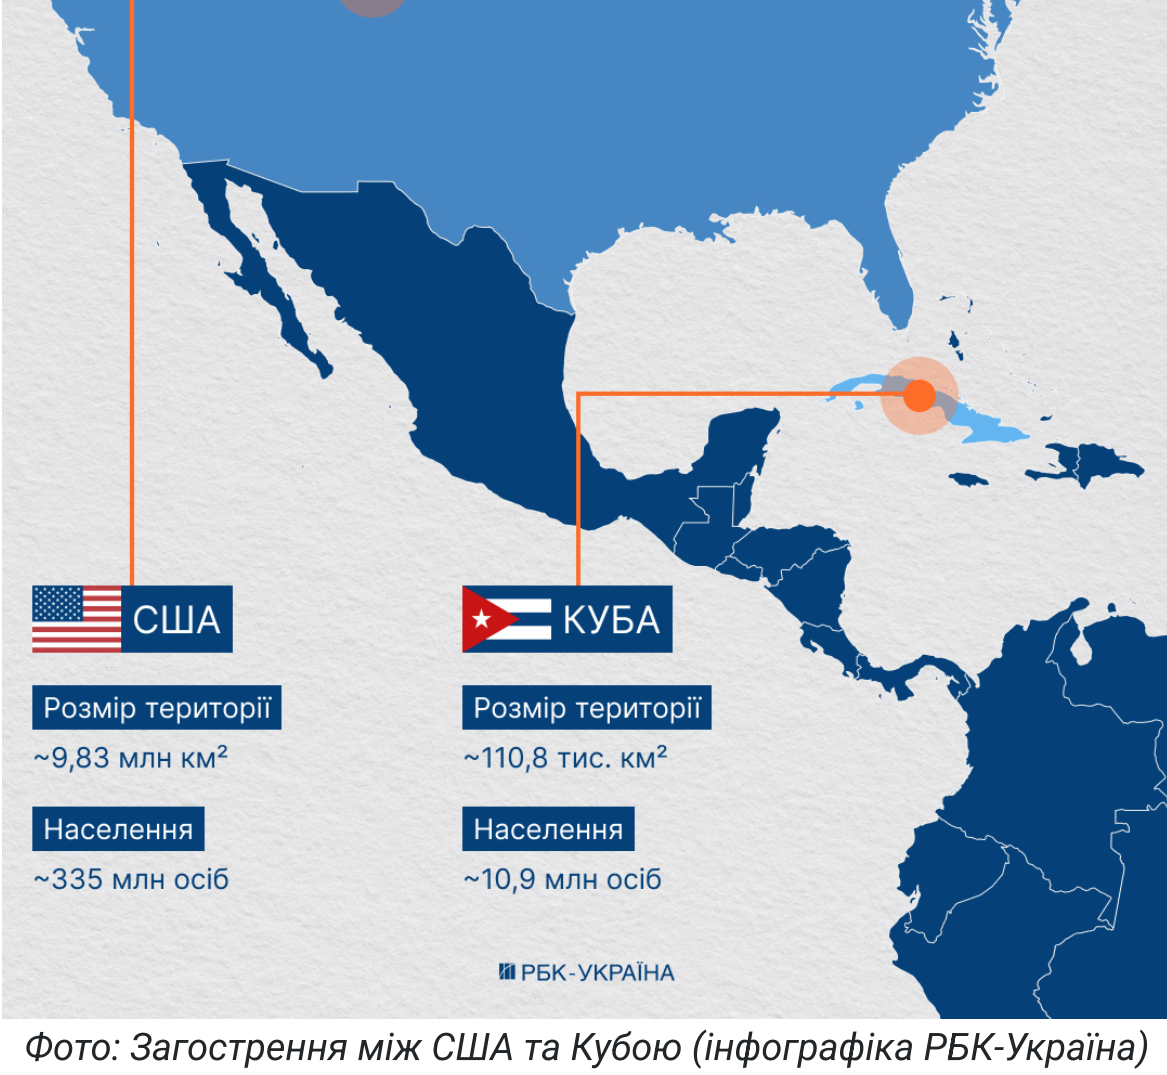 США
КУБА
Розмір території
~9,83 млн км²
Розмір території
~110,8 тис. км²
Населення
~335 млн осіб
Населення
~10,9 млн осіб
РБК-УКРАЇНА
Фото: Загострення між США та Кубою (інфографіка РБК-Україна)